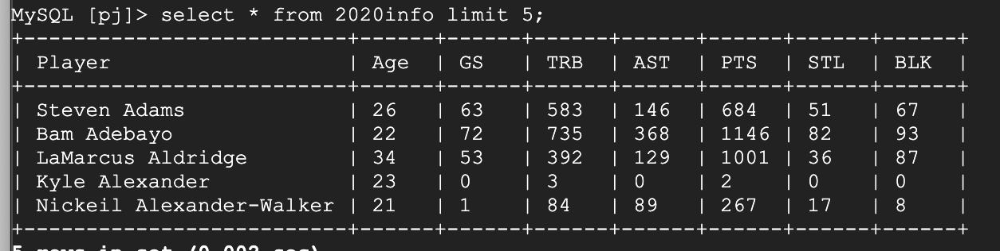 MySQL [pj]> select * from 2020info limit 5;
+---------------------------+------+------+------+------+------+------+------+
| Player                    | Age  | GS   | TRB  | AST  | PTS  | STL  | BLK  |
+---------------------------+------+------+------+------+------+------+------+
| Steven Adams              | 26   | 63   | 583  | 146  | 684  | 51   | 67   |
| Bam Adebayo               | 22   | 72   | 735  | 368  | 1146 | 82   | 93   |
| LaMarcus Aldridge         | 34   | 53   | 392  | 129  | 1001 | 36   | 87   |
| Kyle Alexander            | 23   | 0    | 3    | 0    | 2    | 0    | 0    |
| Nickeil Alexander-Walker | 21   | 1    | 84   | 89   | 267  | 17   | 8    |
+---------------------------+------+------+------+------+------+------+------+
5 rows in set (0.002 sec)